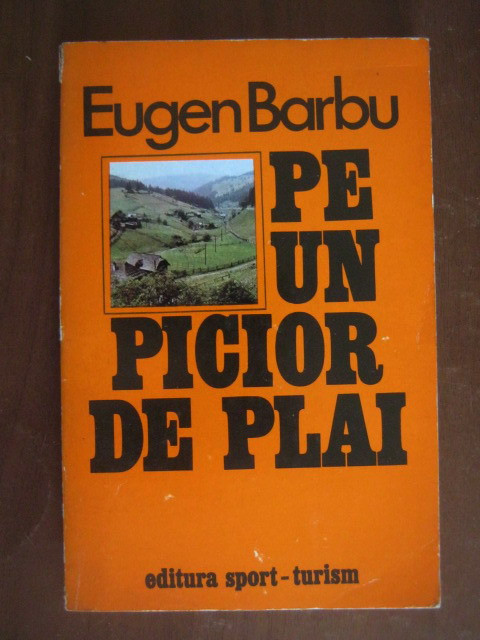 Eugen Barbu
PE
UN
PICIOR
DE PLAI
editura sport-turism